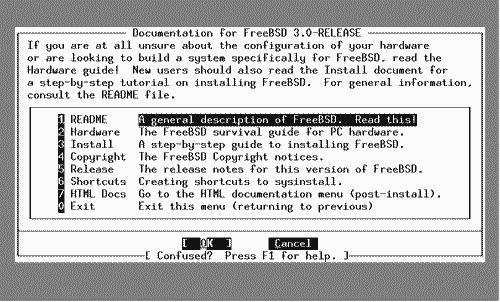 Documentation for FreeBSD 3.0-RELEASE
If you are at all unsure about the configuration of your hardware
or are looking to build a system specifically for FreeBSD, read the
Hardware guide!  New users should also read the Install document for
a step-by-step tutorial on installing FreeBSD.  For general information,
consult the README file.
1 README    A general description of FreeBSD.  Read this!
2 Hardware  The FreeBSD survival guide for PC hardware.
3 Install   A step-by-step guide to installing FreeBSD.
4 Copyright The FreeBSD Copyright notices.
5 Release   The release notes for this version of FreeBSD.
6 Shortcuts Creating shortcuts to sysinstall.
7 HTML Docs Go to the HTML documentation menu (post-install).
0 Exit      Exit this menu (returning to previous)
[  OK  ]     Cancel
[ Confused?  Press F1 for help. ]